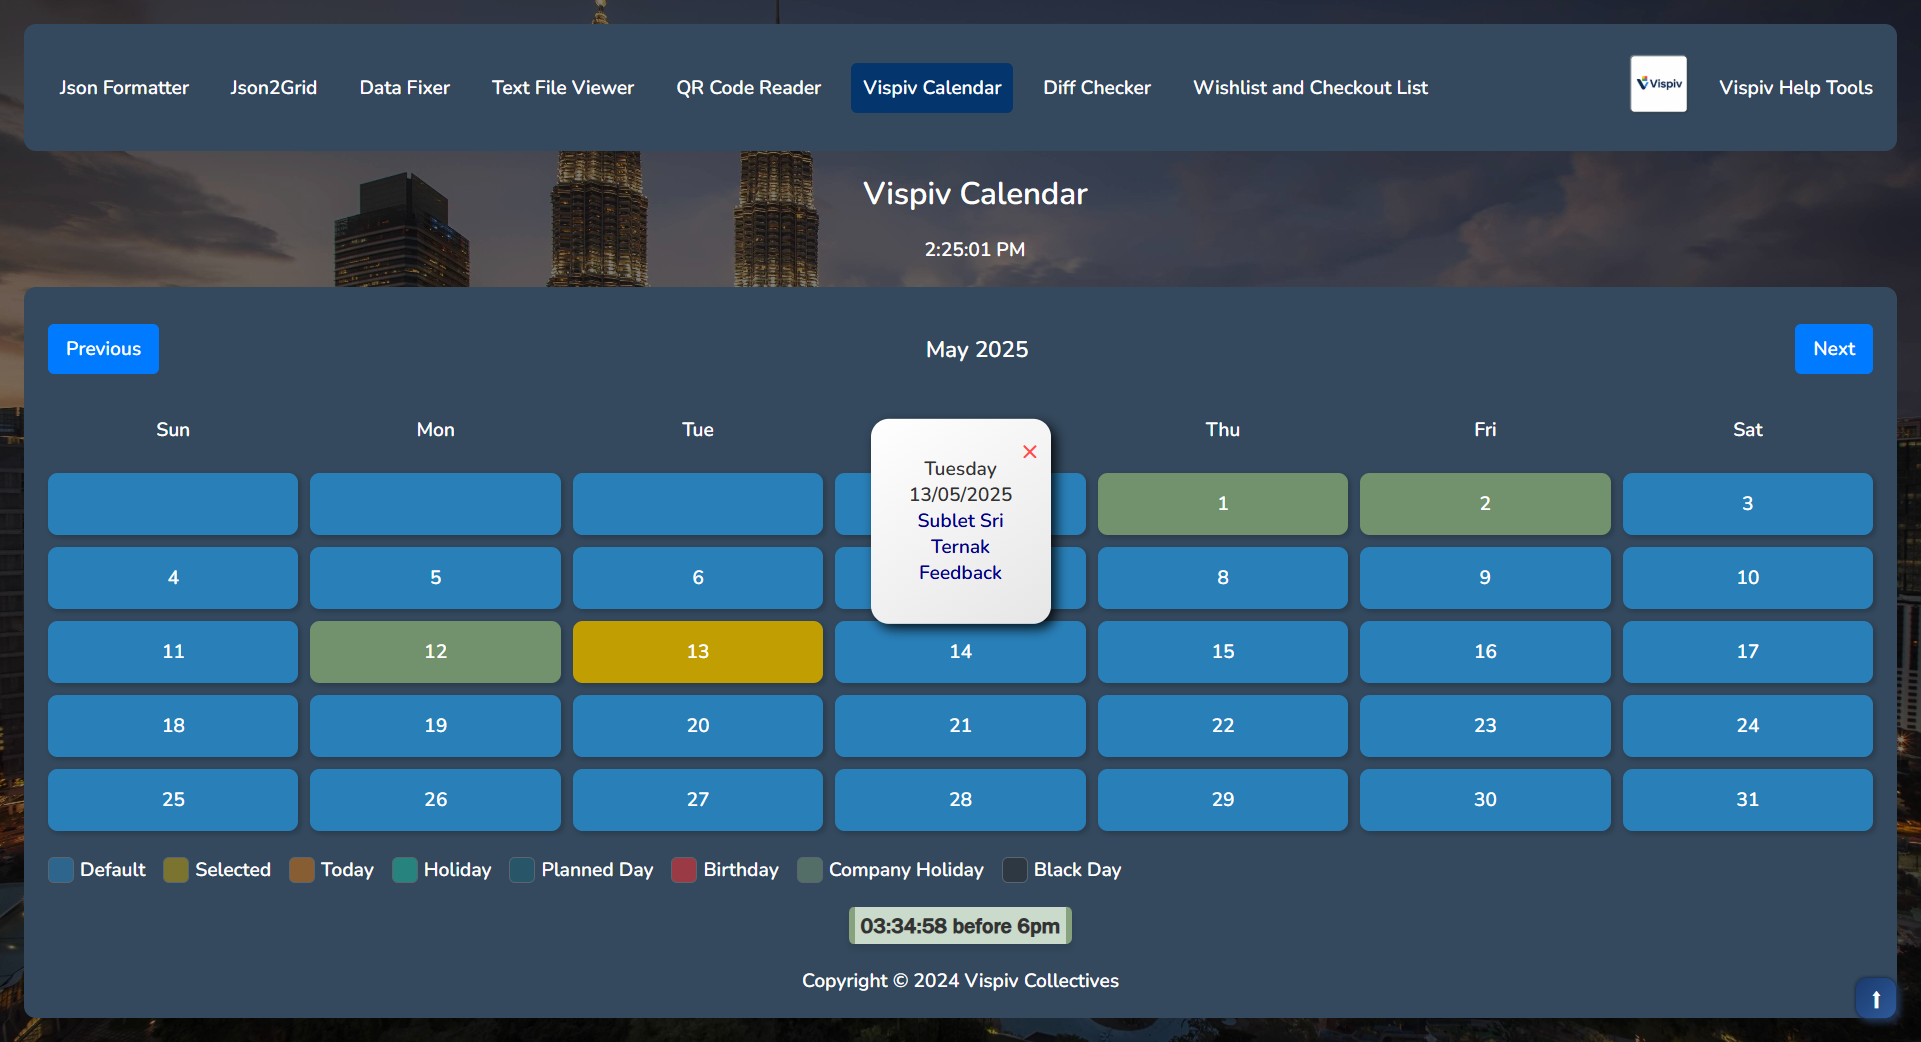 Json Formatter Json2Grid Data Fixer Text File Viewer QR Code Reader Vispiv Calendar Diff Checker Wishlist and Checkout List Vispiv Vispiv Help Tools
Vispiv Calendar
2:25:01 PM
Previous May 2025 Next
Sun Mon Tue Thu Fri Sat
Tuesday
13/05/2025
Sublet Sri
Ternak
Feedback
1 2 3
4 5 6 8 9 10
11 12 13 14 15 16 17
18 19 20 21 22 23 24
25 26 27 28 29 30 31
Default Selected Today Holiday Planned Day Birthday Company Holiday Black Day
03:34:58 before 6pm
Copyright © 2024 Vispiv Collectives